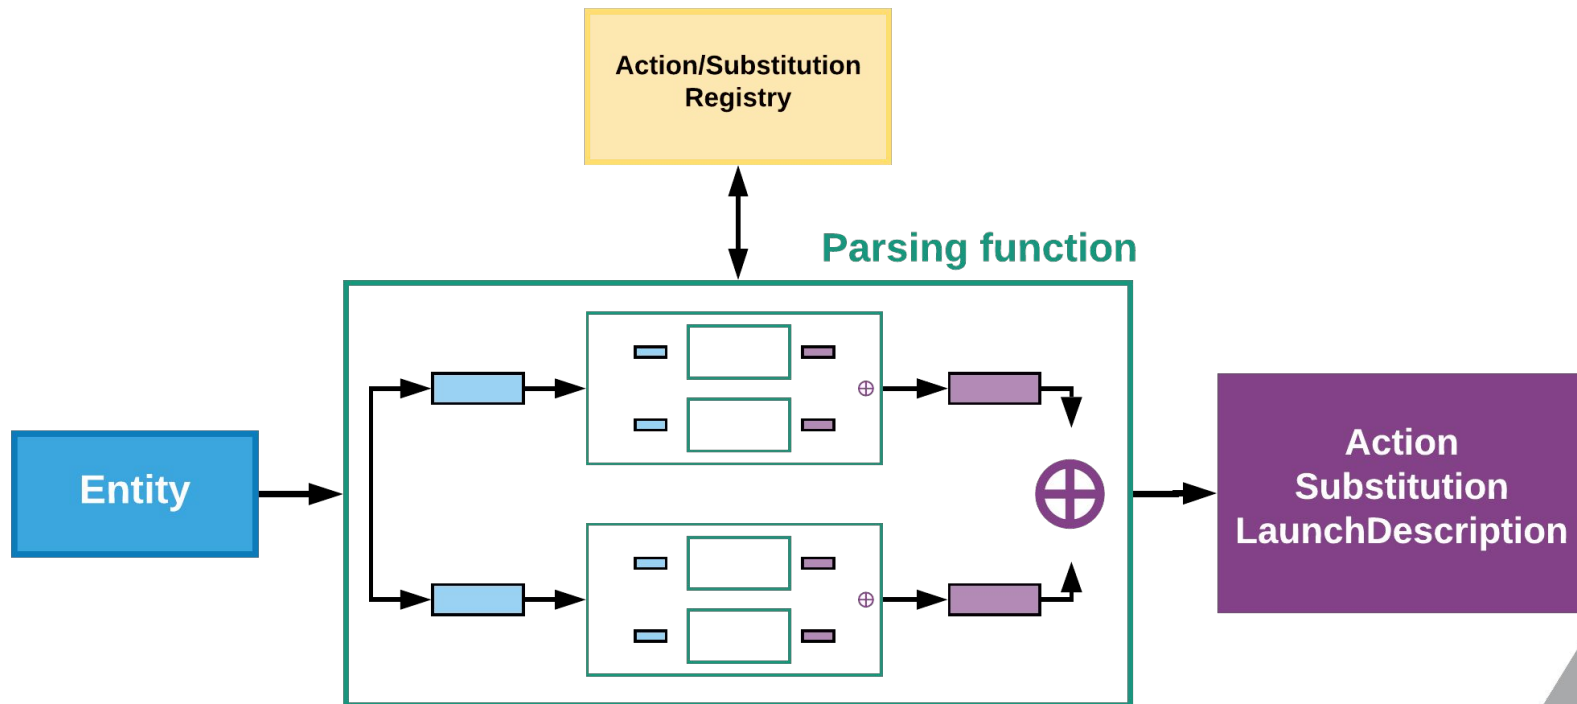 Action/Substitution
Registry
Parsing function
Entity
Action
Substitution
LaunchDescription